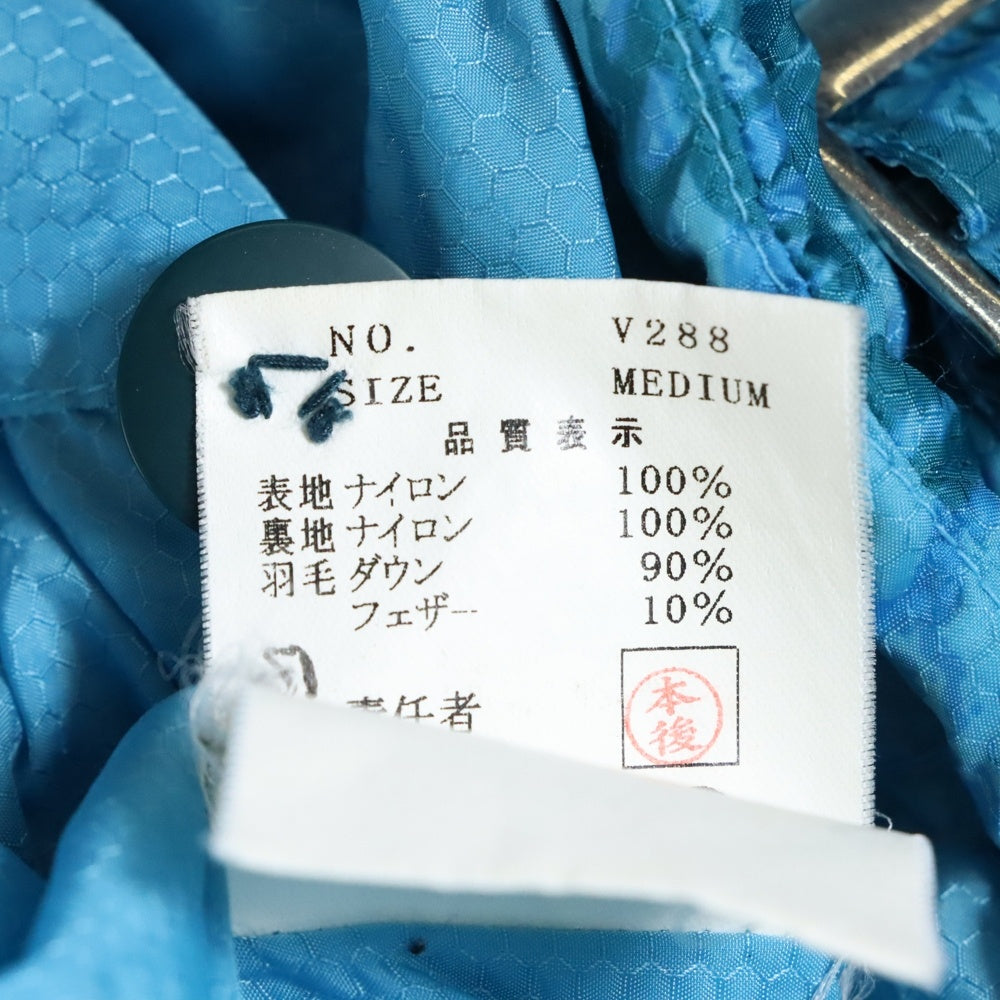 NO. V288
SIZE MEDIUM
品質表示
表地 ナイロン 100%
裏地 ナイロン 100%
羽毛 ダウン 90%
フェザー 10%
責任者 本後